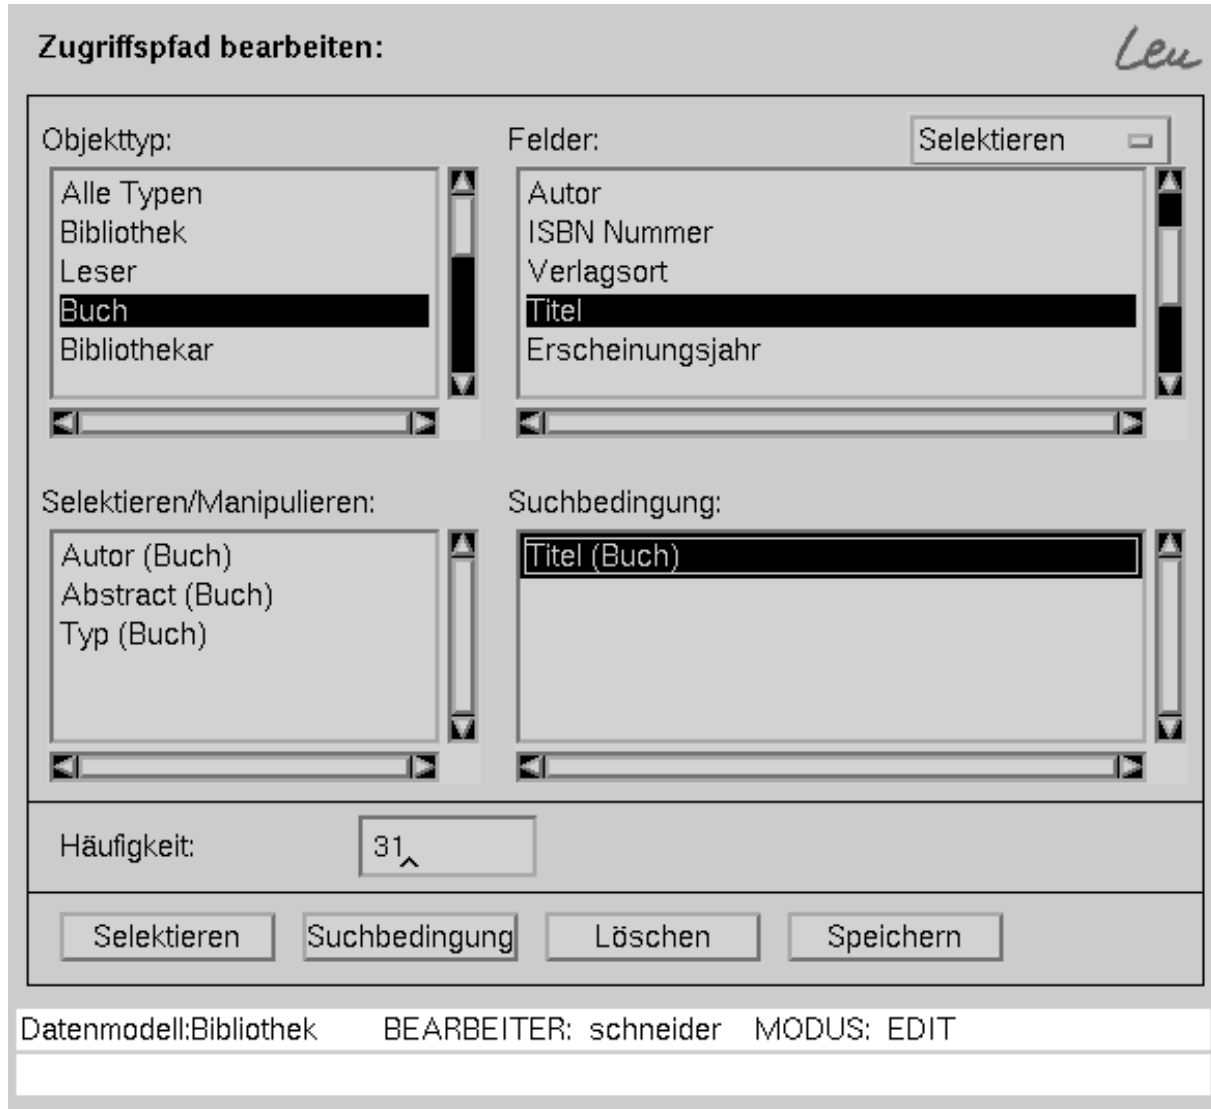 Zugriffspfad bearbeiten:
Leu
Objekttyp:
Felder:
Selektieren
Alle Typen
Bibliothek
Leser
Buch
Bibliothekar
Autor
ISBN Nummer
Verlagsort
Titel
Erscheinungsjahr
Selektieren/Manipulieren:
Suchbedingung:
Autor (Buch)
Abstract (Buch)
Typ (Buch)
Titel (Buch)
Häufigkeit:
31
Selektieren
Suchbedingung
Löschen
Speichern
Datenmodell:Bibliothek BEARBEITER: schneider MODUS: EDIT